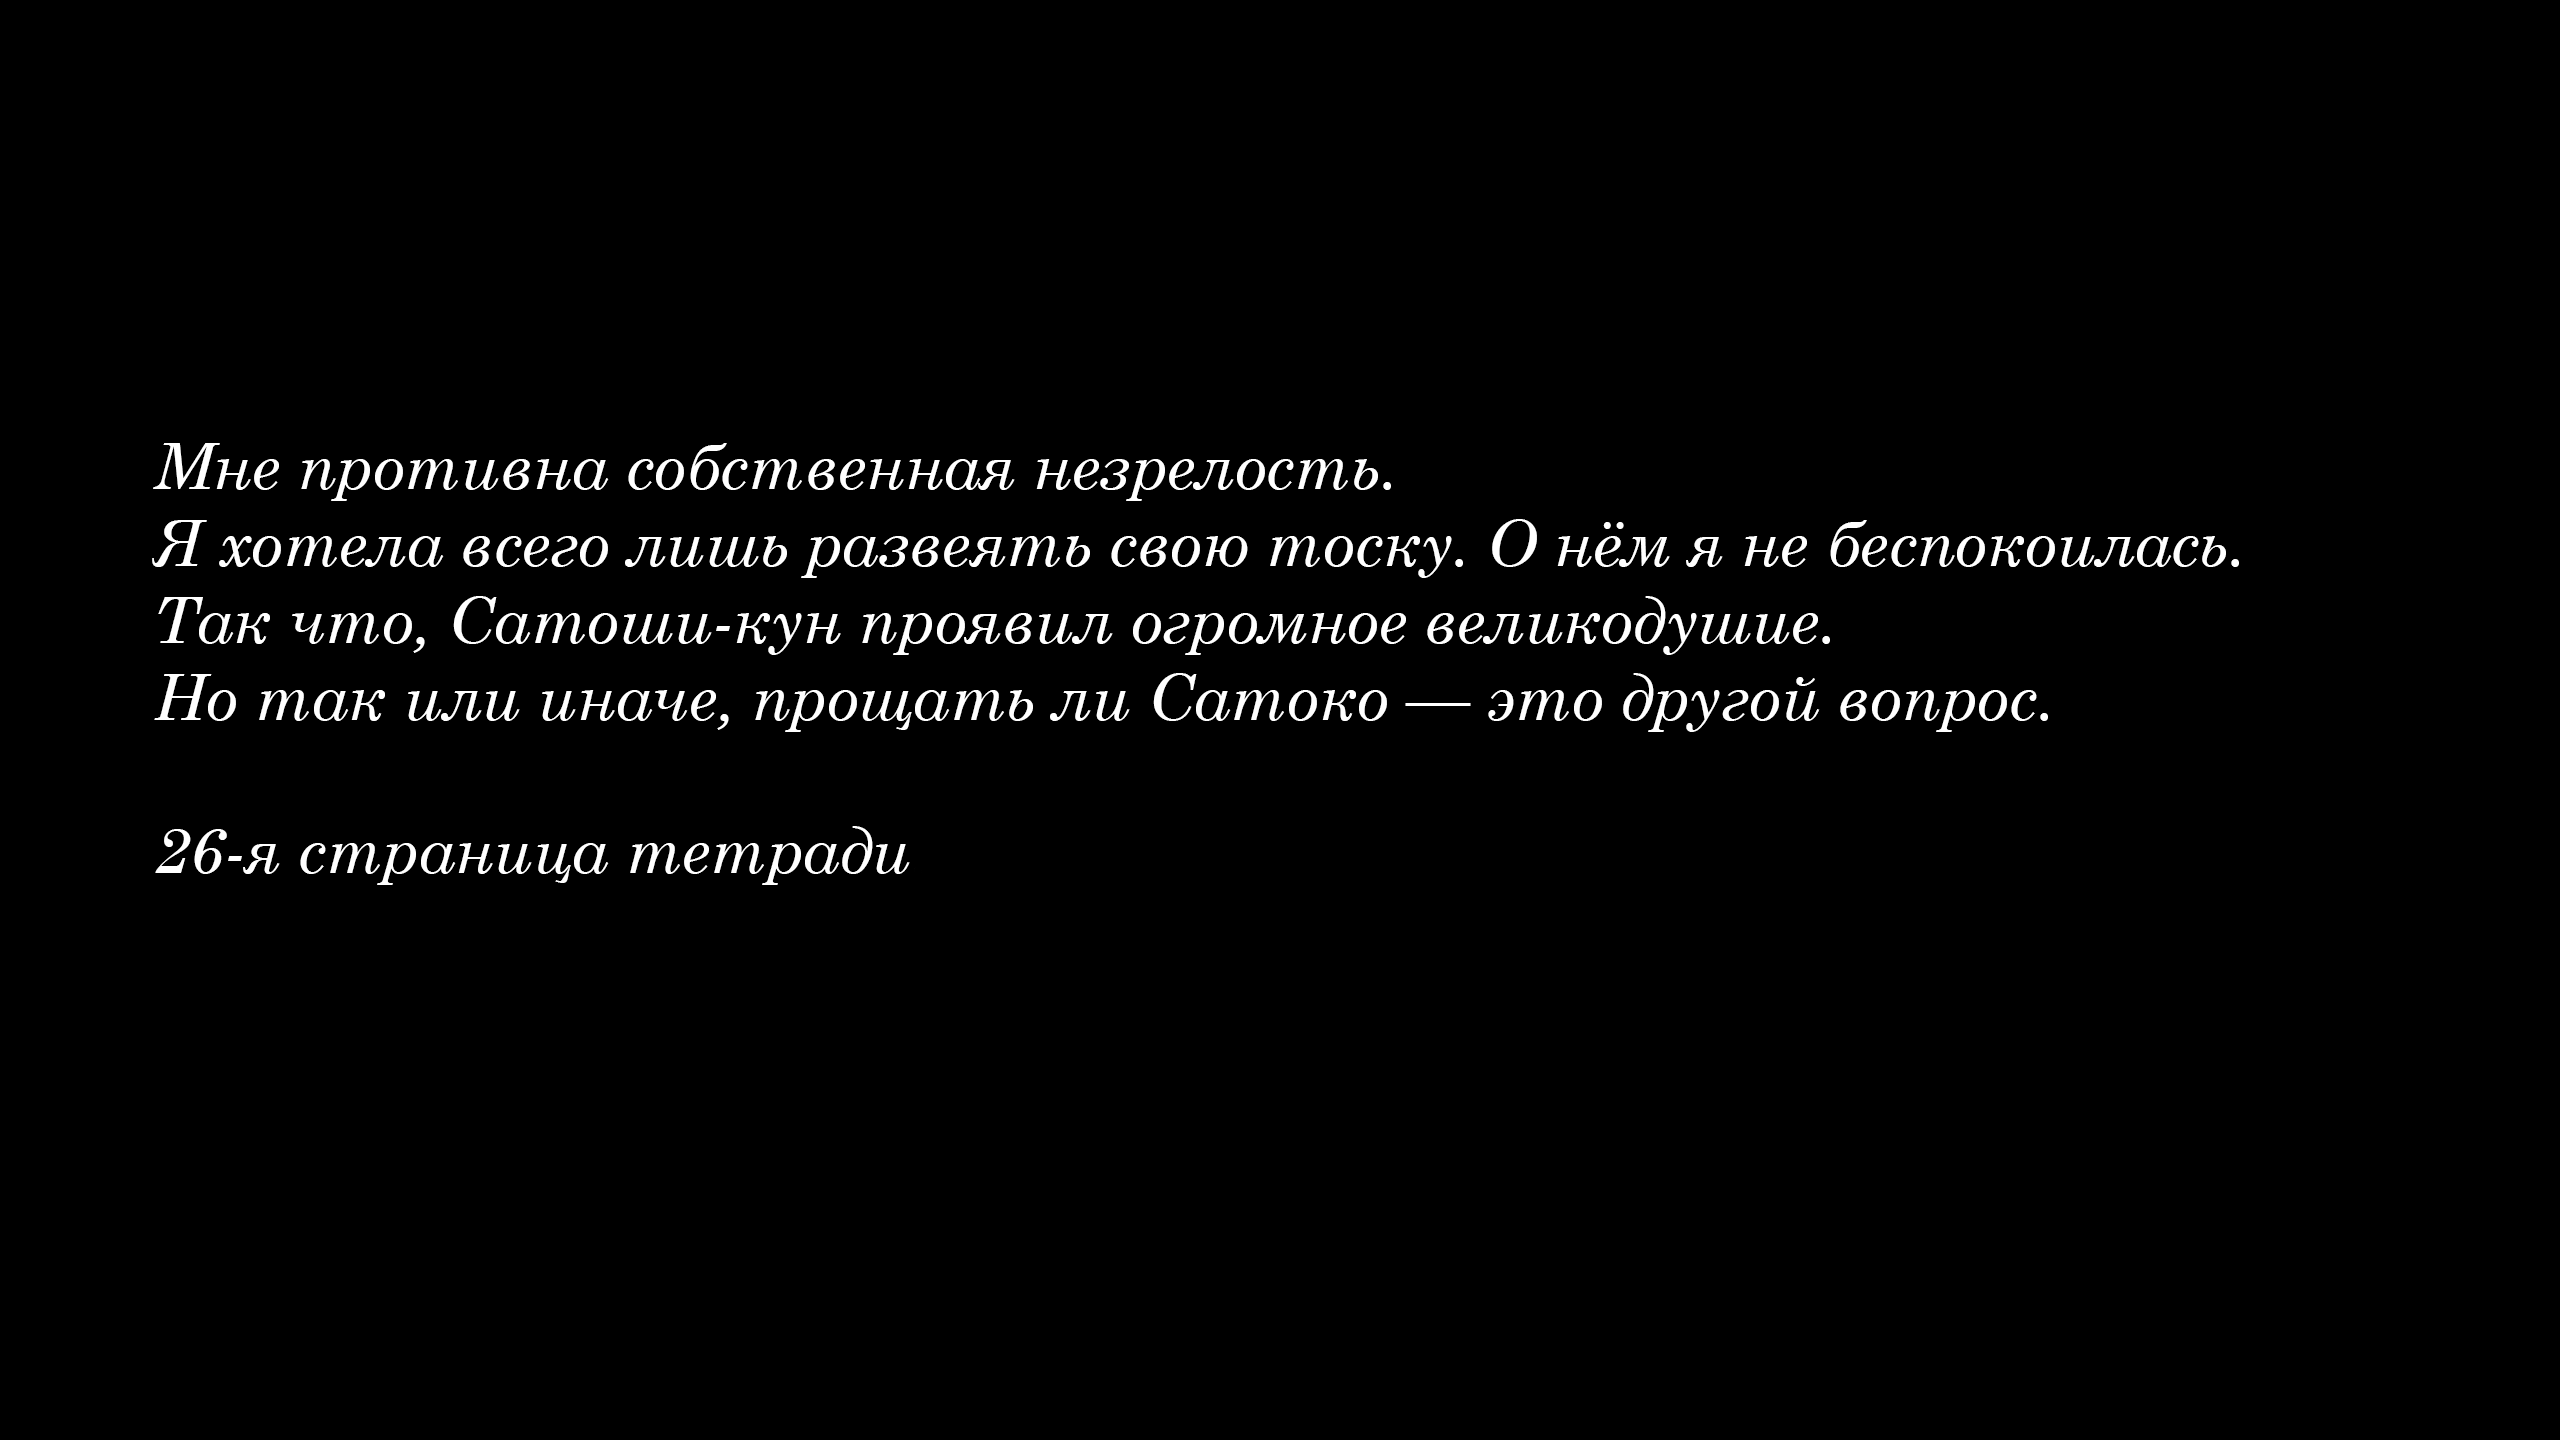 Мне противна собственная незрелость.
Я хотела всего лишь развеять свою тоску. О нём я не беспокоилась.
Так что, Сатоши-кун проявил огромное великодушие.
Но так или иначе, прощать ли Сатоко — это другой вопрос.
26-я страница тетради